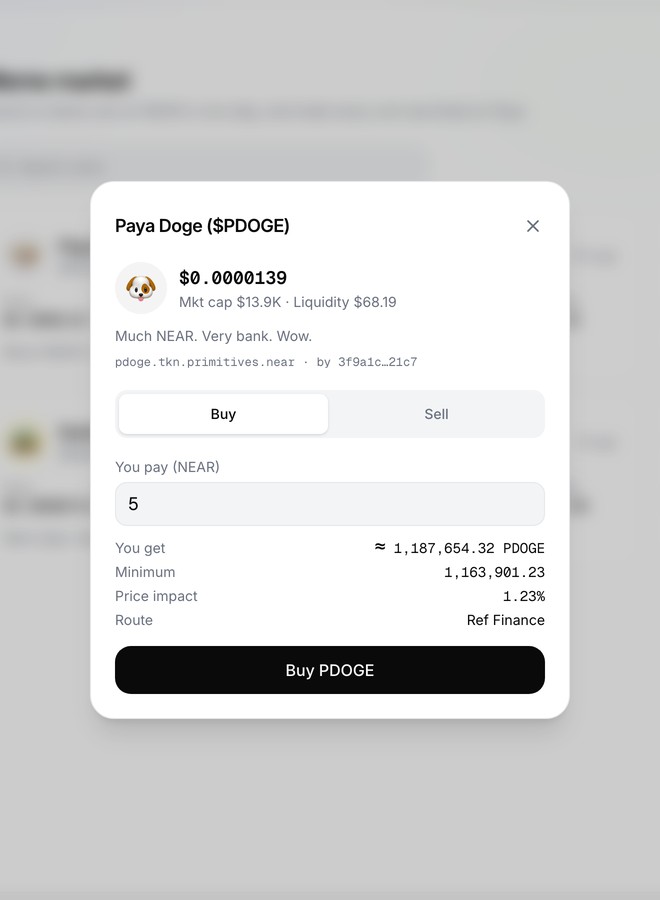 Paya Doge ($PDOGE)
$0.0000139
Mkt cap $13.9K · Liquidity $68.19
Much NEAR. Very bank. Wow.
pdoge.tkn.primitives.near · by 3f9a1c…21c7
Buy
Sell
You pay (NEAR)
5
You get
≈ 1,187,654.32 PDOGE
Minimum
1,163,901.23
Price impact
1.23%
Route
Ref Finance
Buy PDOGE